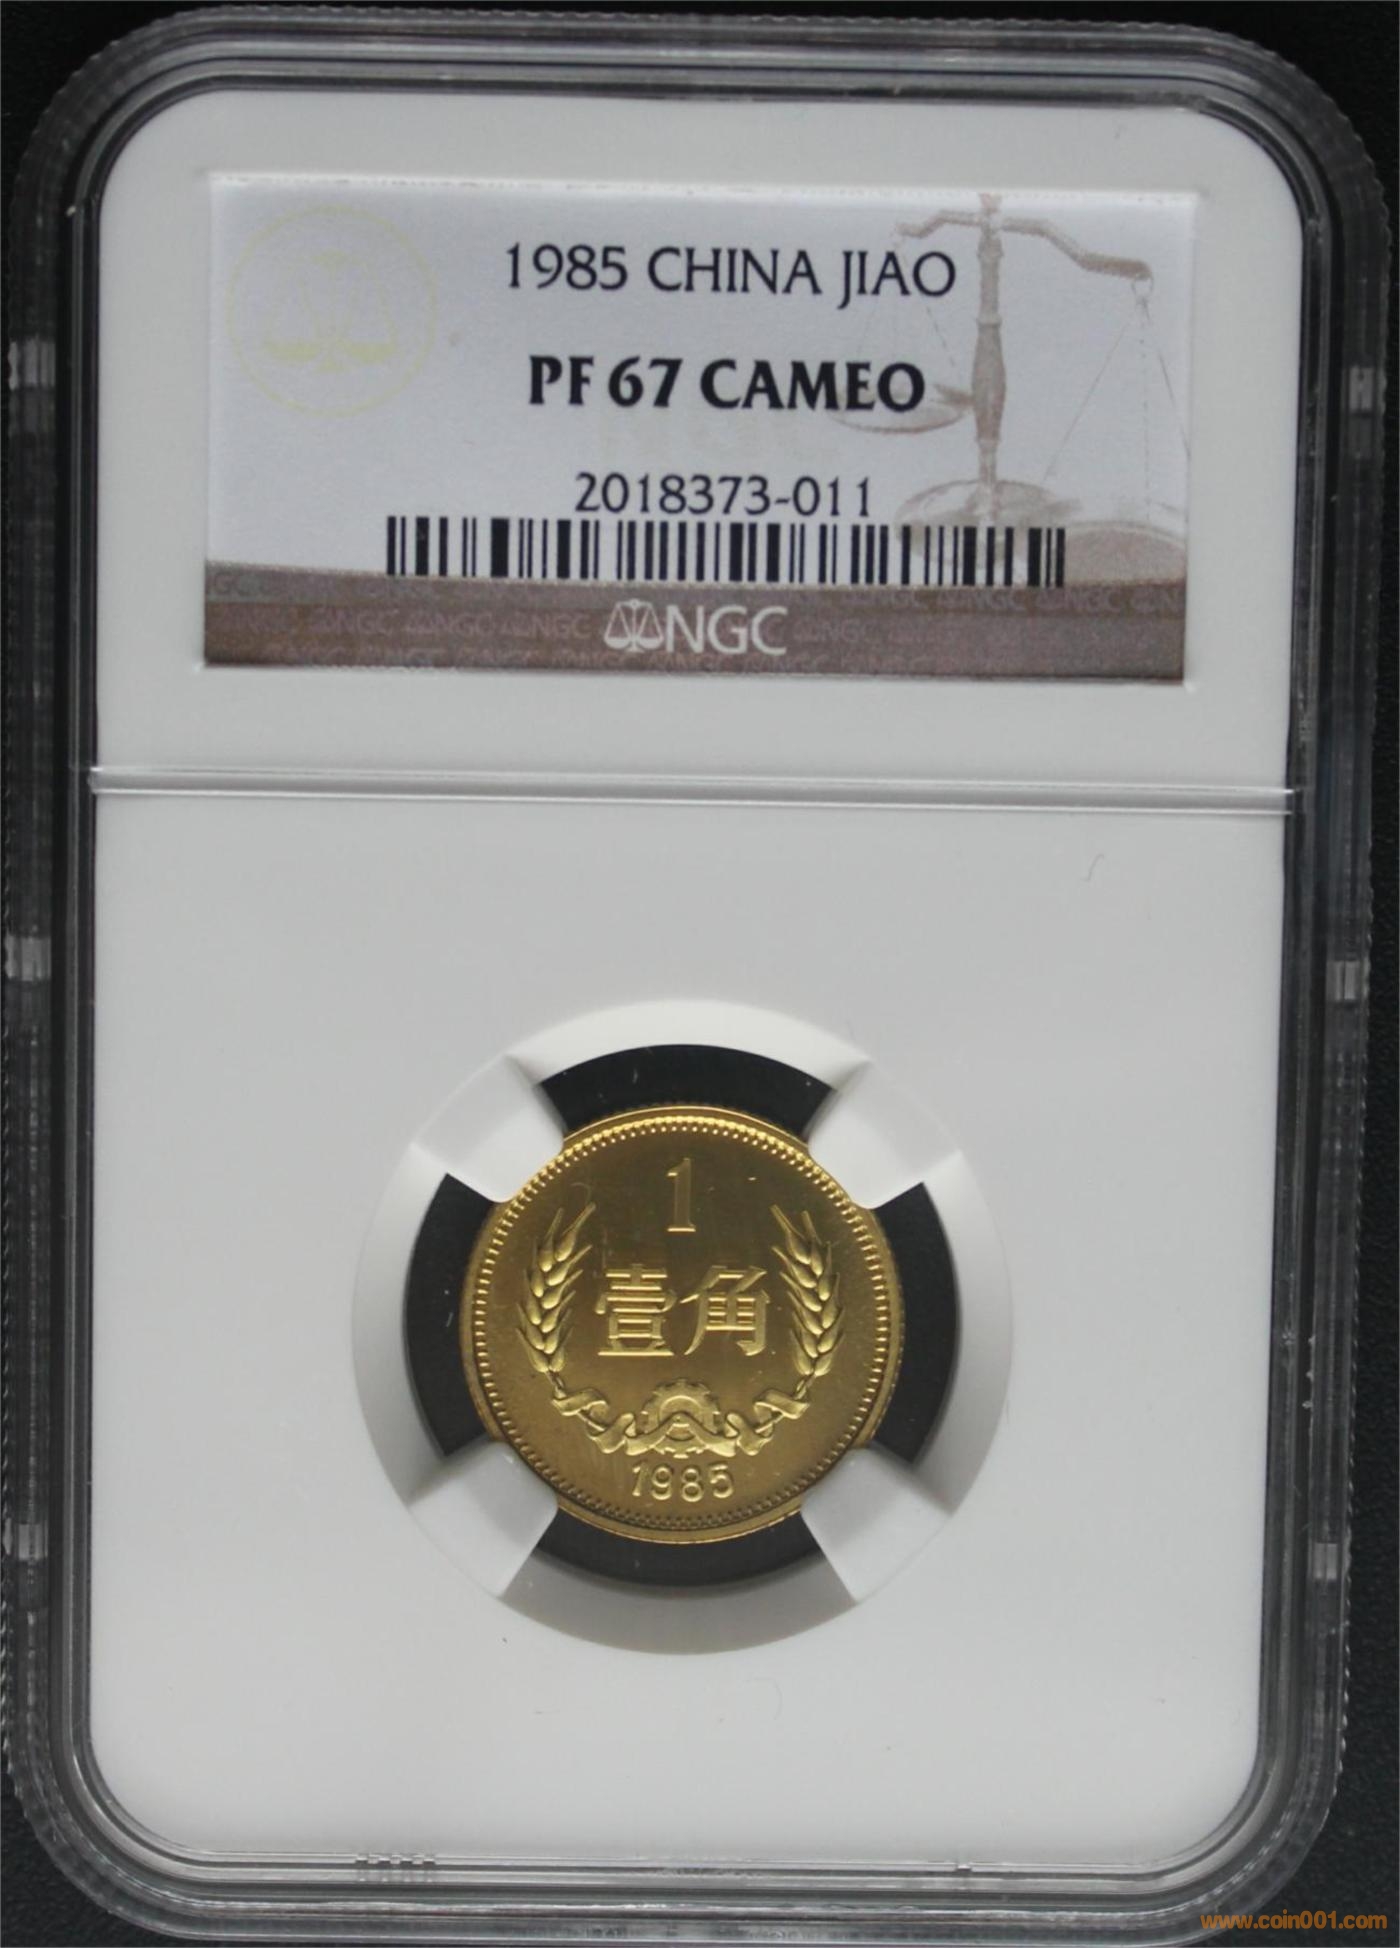 1985 CHINA JIAO
PF 67 CAMEO
2018373-011
NGC
1
壹角
1985
www.coin001.com